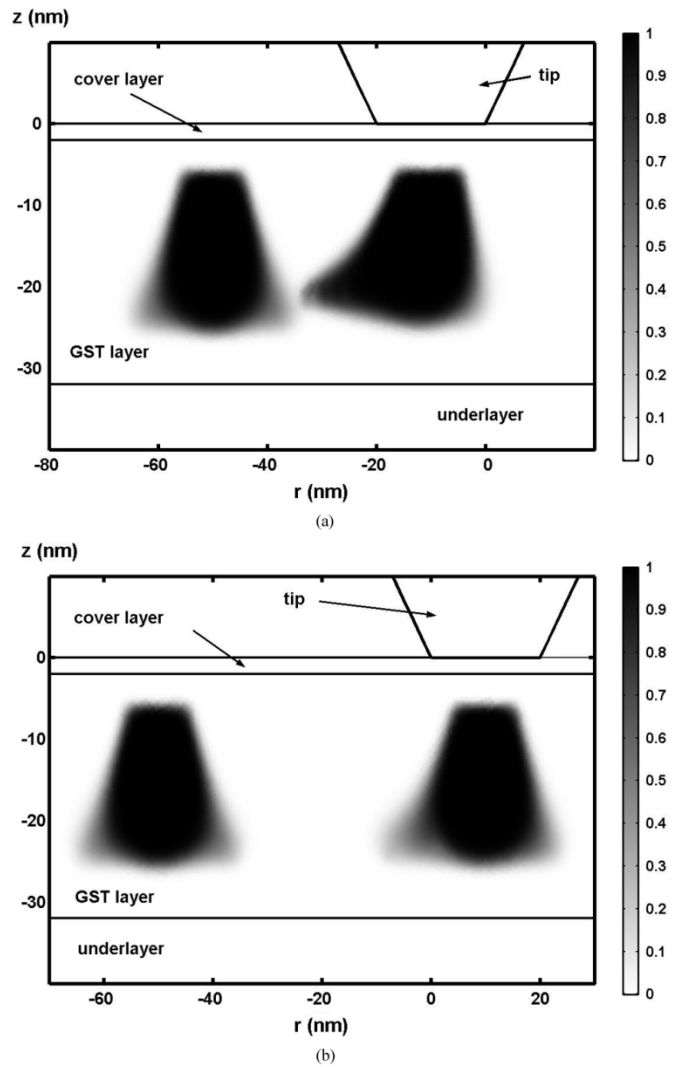 z (nm)
cover layer
tip
0
-10
-20
-30
GST layer
underlayer
-80
-60
-40
-20
0
r (nm)
1
0.9
0.8
0.7
0.6
0.5
0.4
0.3
0.2
0.1
0
(a)
z (nm)
cover layer
tip
0
-10
-20
-30
GST layer
underlayer
-60
-40
-20
0
20
r (nm)
1
0.9
0.8
0.7
0.6
0.5
0.4
0.3
0.2
0.1
0
(b)